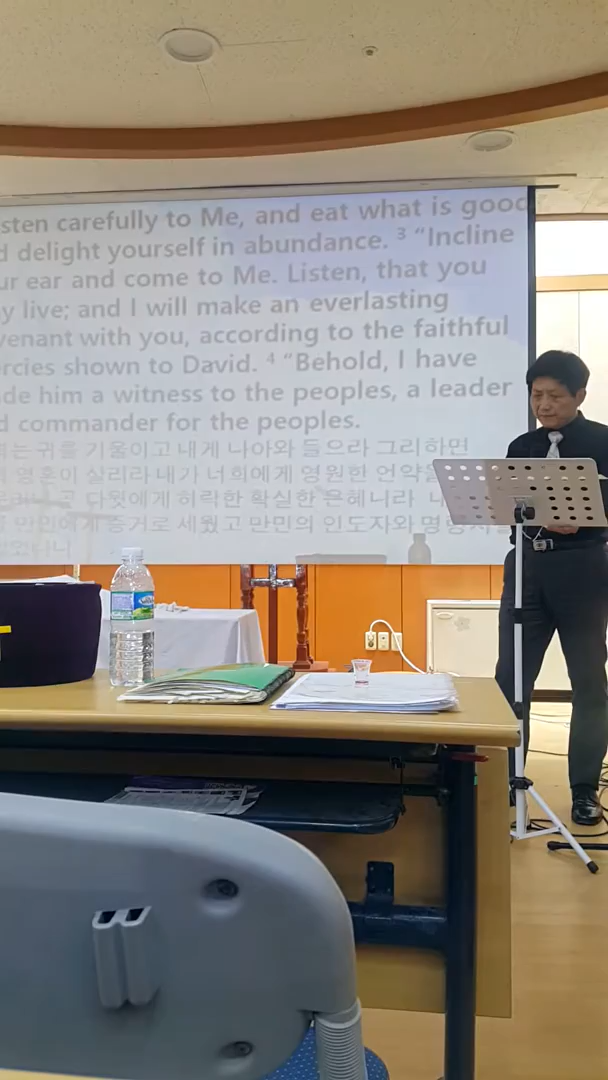 sten carefully to Me, and eat what is good
d delight yourself in abundance. ³ “Incline
ur ear and come to Me. Listen, that you
y live; and I will make an everlasting
venant with you, according to the faithful
ercies shown to David. ⁴ “Behold, I have
de him a witness to the peoples, a leader
d commander for the peoples.
는 귀를 기울이고 내게 나아와 들으라 그리하면
영혼이 살리라 내가 너희에게 영원한 언약을
곧 다윗에게 허락한 확실한 은혜니라
만민에게 증거로 세웠고 만민의 인도자와